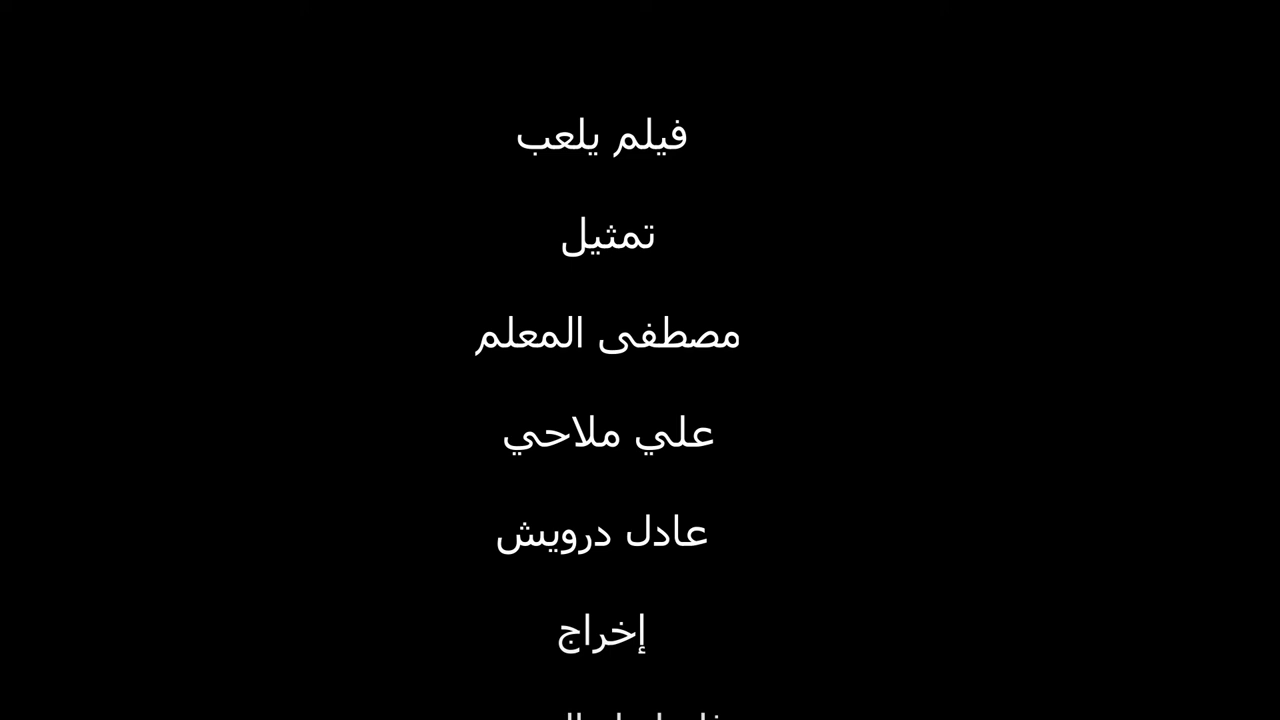 فيلم يلعب
تمثيل
مصطفى المعلم
علي ملاحي
عادل درويش
إخراج